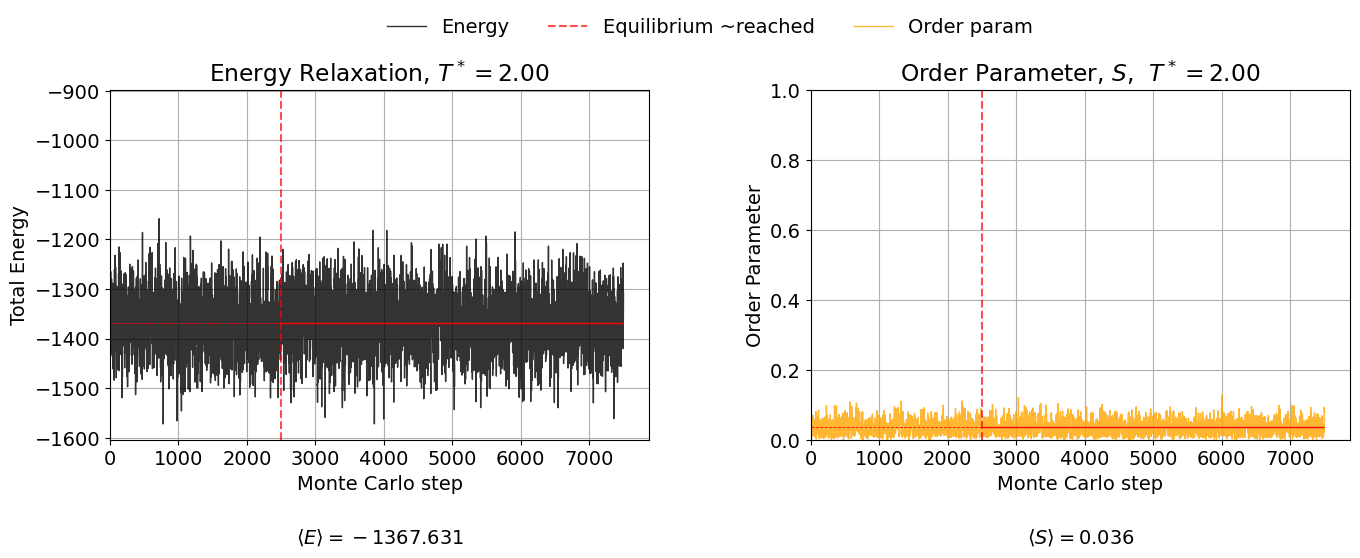 Energy Equilibrium ~reached Order param
Energy Relaxation, T* = 2.00
−900
−1000
−1100
−1200
−1300
−1400
−1500
−1600
Total Energy
0 1000 2000 3000 4000 5000 6000 7000
Monte Carlo step
⟨E⟩ = −1367.631
Order Parameter, S, T* = 2.00
1.0
0.8
0.6
0.4
0.2
0.0
Order Parameter
0 1000 2000 3000 4000 5000 6000 7000
Monte Carlo step
⟨S⟩ = 0.036